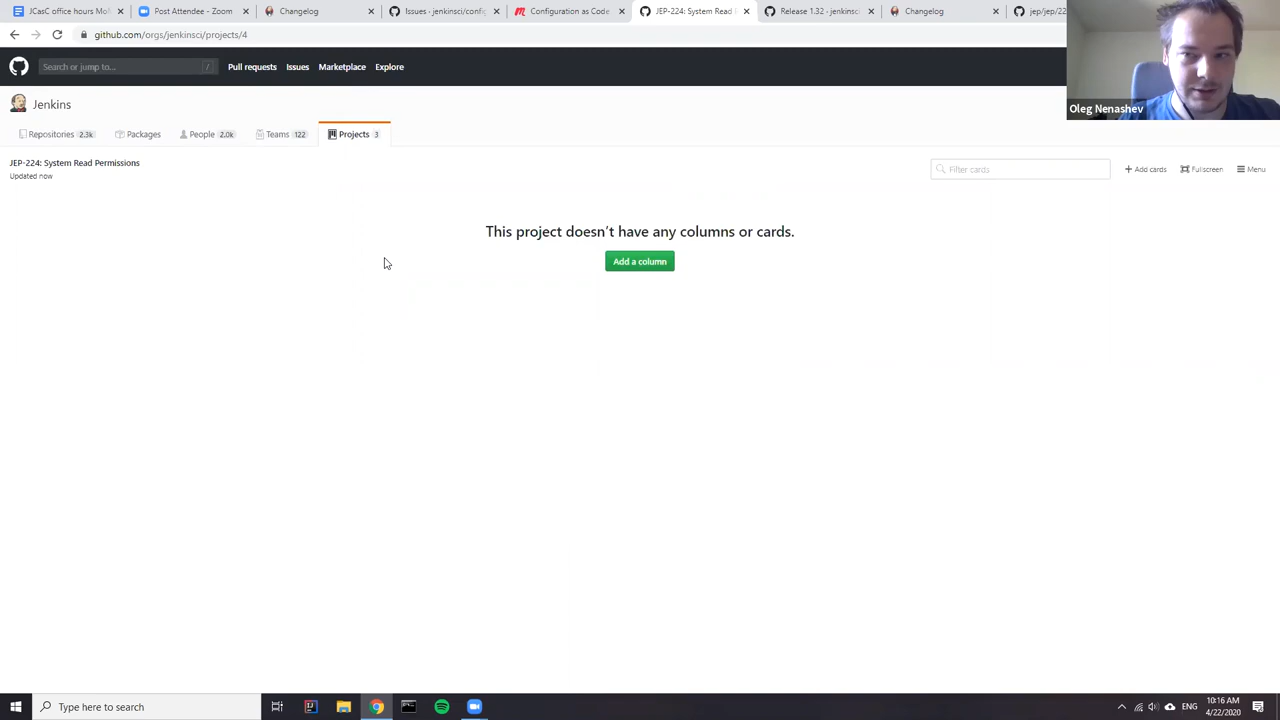 JCasC office hours Me
Post Attendee - Zoom
Changelog
Issues · jenkinsci/config
Configuration as Code
JEP-224: System Read P
Release 1.32 · jenkinsci
Changelog
jep/jep/22
github.com/orgs/jenkinsci/projects/4
Search or jump to...
/
Pull requests
Issues
Marketplace
Explore
Oleg Nenashev
Jenkins
Repositories 2.3k
Packages
People 2.0k
Teams 122
Projects 3
JEP-224: System Read Permissions
Updated now
Filter cards
Add cards
Fullscreen
Menu
This project doesn't have any columns or cards.
Add a column
Type here to search
ENG
10:16 AM
4/22/2020